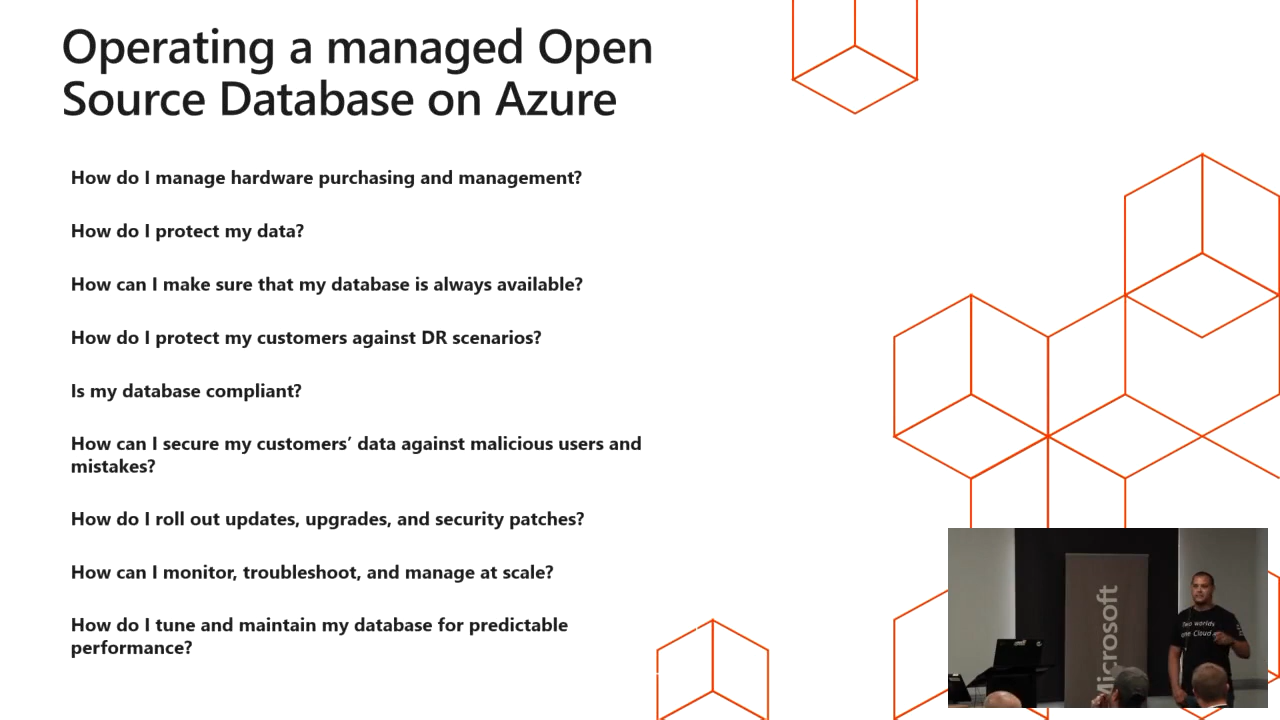 Operating a managed Open
Source Database on Azure
How do I manage hardware purchasing and management?
How do I protect my data?
How can I make sure that my database is always available?
How do I protect my customers against DR scenarios?
Is my database compliant?
How can I secure my customers’ data against malicious users and
mistakes?
How do I roll out updates, upgrades, and security patches?
How can I monitor, troubleshoot, and manage at scale?
How do I tune and maintain my database for predictable
performance?
Microsoft
Two worlds
One Cloud